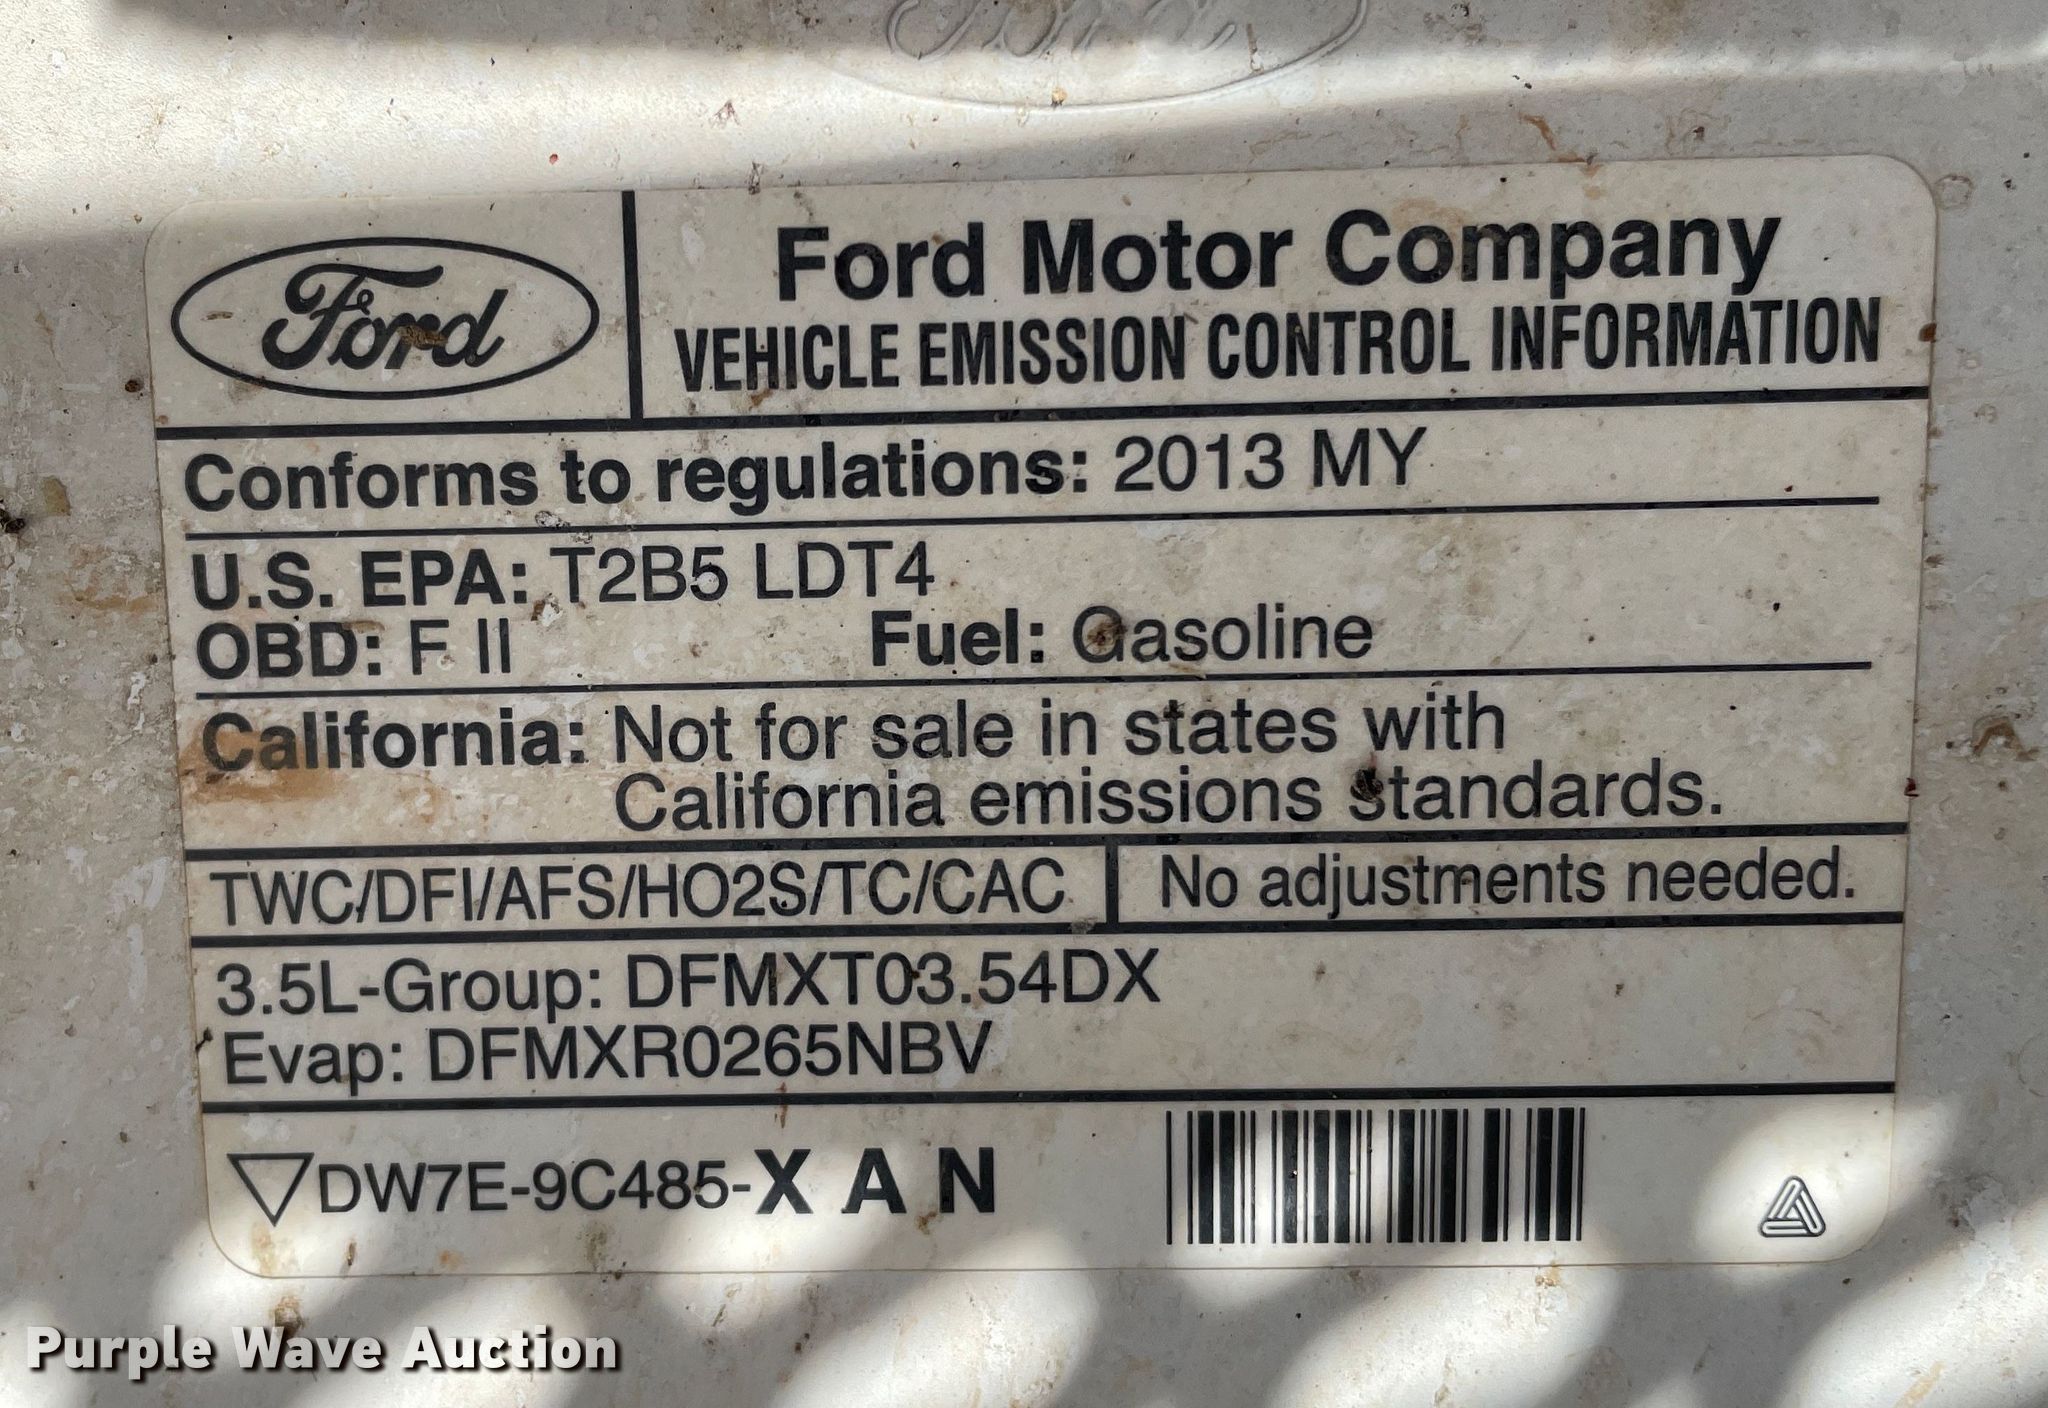 Ford
Ford
Ford Motor Company
VEHICLE EMISSION CONTROL INFORMATION
Conforms to regulations: 2013 MY
U.S. EPA: T2B5 LDT4
OBD: F II Fuel: Gasoline
California: Not for sale in states with
California emissions standards.
TWC/DFI/AFS/HO2S/TC/CAC No adjustments needed.
3.5L-Group: DFMXT03.54DX
Evap: DFMXR0265NBV
DW7E-9C485-X A N
Purple Wave Auction